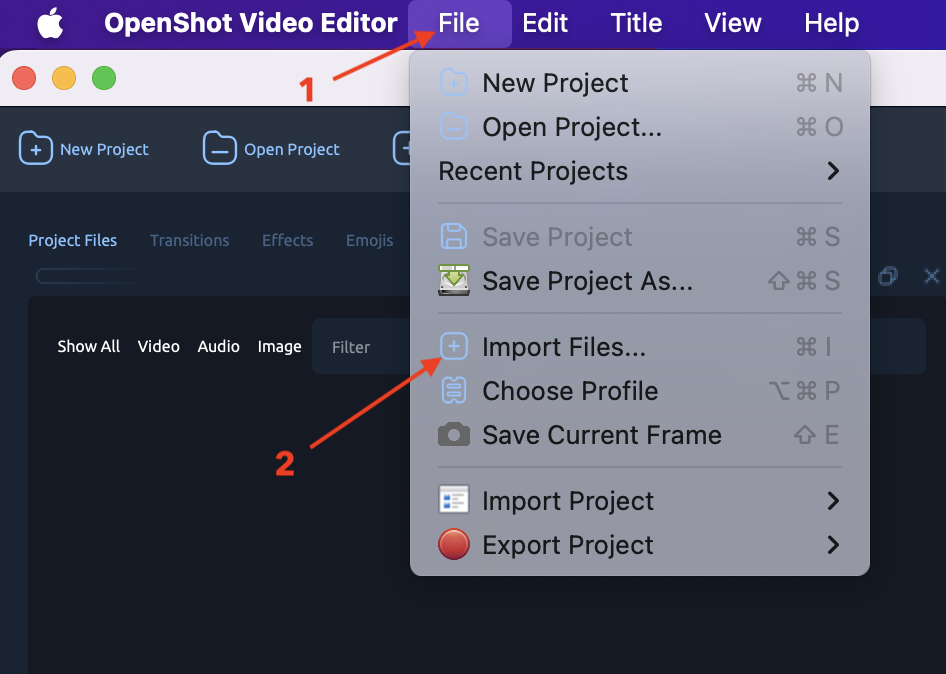 OpenShot Video Editor File Edit Title View Help
1
New Project ⌘ N
New Project Open Project Open Project... ⌘ O
Recent Projects
Project Files Transitions Effects Emojis Save Project ⌘ S
Save Project As... ⇧ ⌘ S
Show All Video Audio Image Filter Import Files... ⌘ I
Choose Profile ⌥ ⌘ P
2
Save Current Frame ⇧ E
Import Project
Export Project